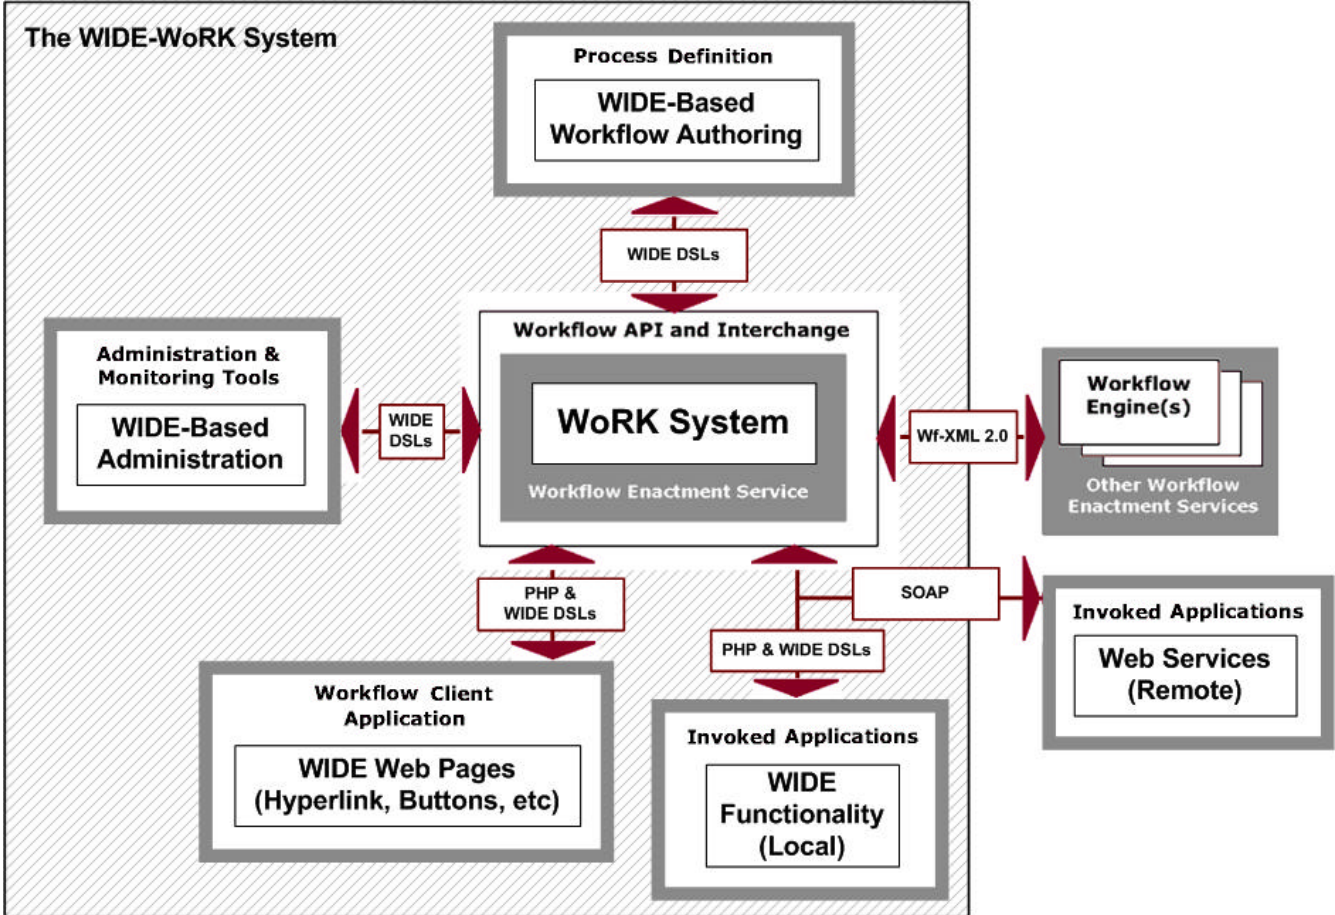 The WIDE-WoRK System
Process Definition
WIDE-Based
Workflow Authoring
WIDE DSLs
Workflow API and Interchange
WoRK System
Workflow Enactment Service
Administration &
Monitoring Tools
WIDE-Based
Administration
WIDE
DSLs
Wf-XML 2.0
Workflow
Engine(s)
Other Workflow
Enactment Services
PHP &
WIDE DSLs
SOAP
PHP & WIDE DSLs
Invoked Applications
Web Services
(Remote)
Workflow Client
Application
WIDE Web Pages
(Hyperlink, Buttons, etc)
Invoked Applications
WIDE
Functionality
(Local)